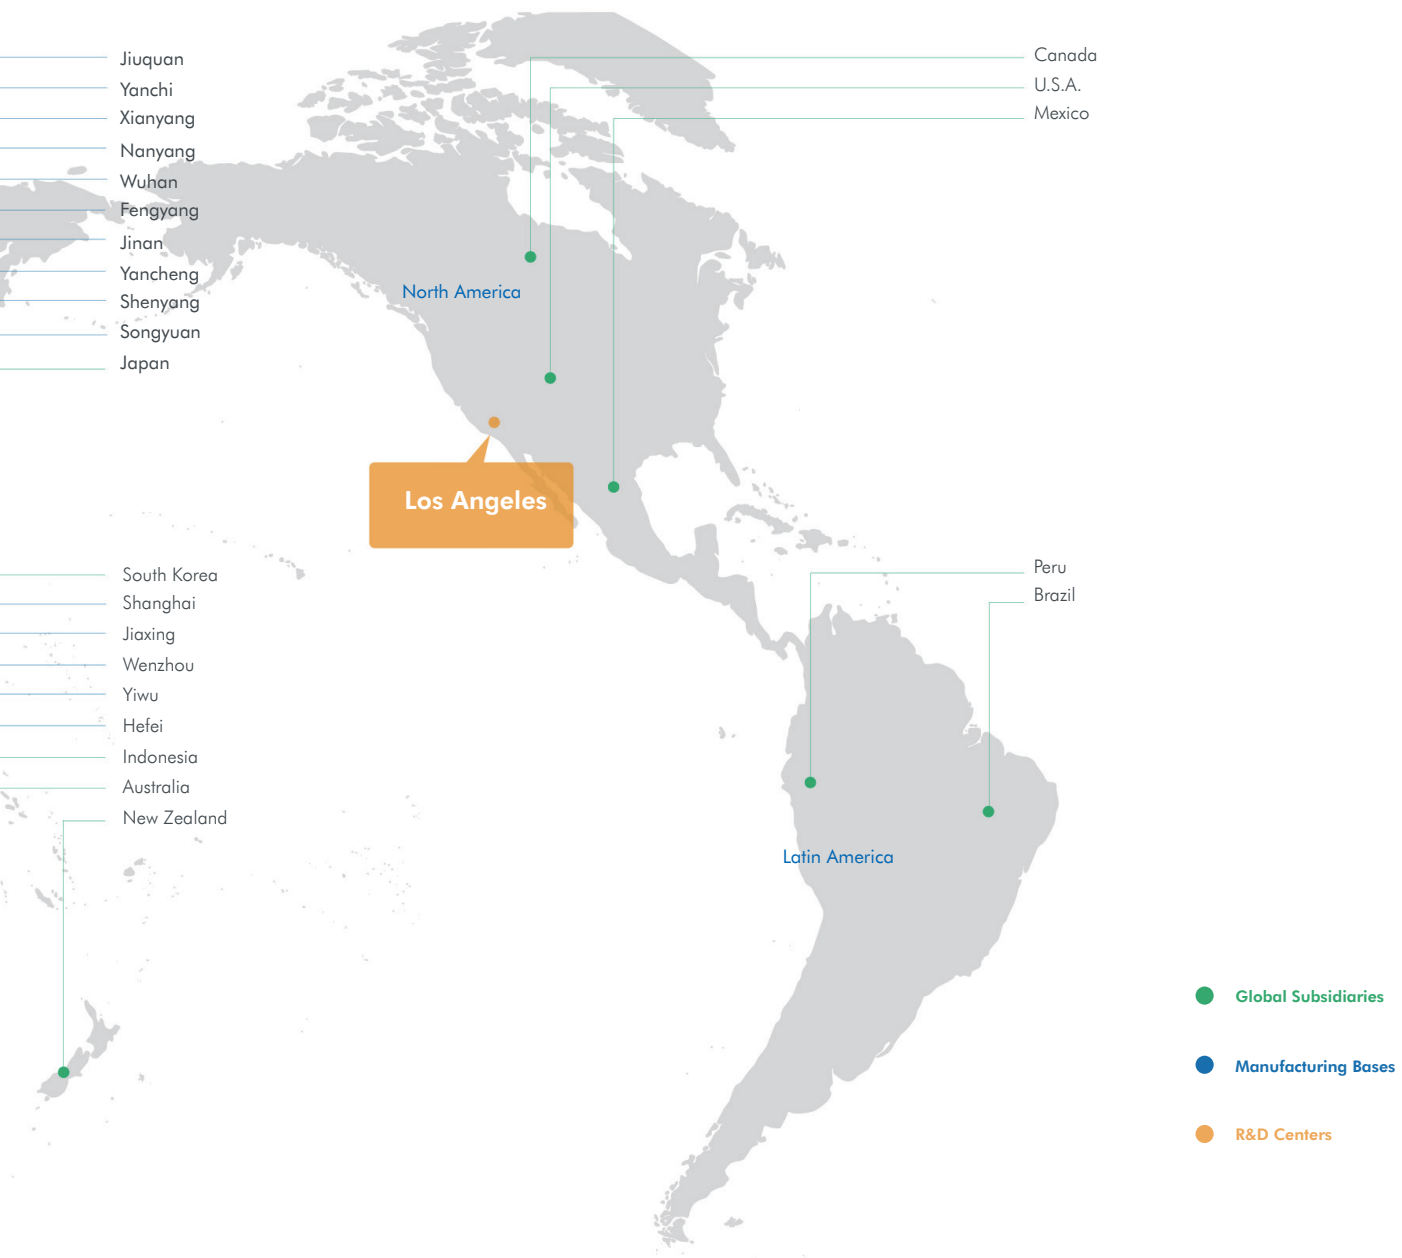 Jiuquan
Yanchi
Xianyang
Nanyang
Wuhan
Fengyang
Jinan
Yancheng
Shenyang
Songyuan
Japan
Canada
U.S.A.
Mexico
North America
Los Angeles
South Korea
Shanghai
Jiaxing
Wenzhou
Yiwu
Hefei
Indonesia
Australia
New Zealand
Peru
Brazil
Latin America
Global Subsidiaries
Manufacturing Bases
R&D Centers